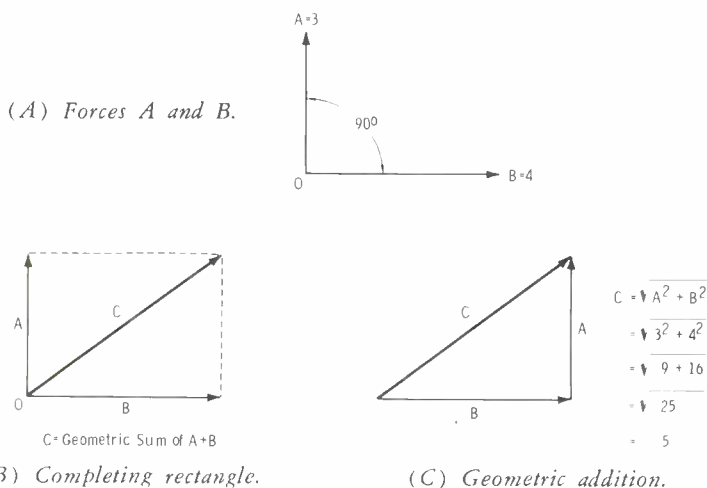 A=3
(A) Forces A and B.
90°
O
B=4
A
C
O
B
C=Geometric Sum of A+B
B) Completing rectangle.
C
A
B
C = √A² + B²
= √3² + 4²
= √9 + 16
= √25
= 5
(C) Geometric addition.